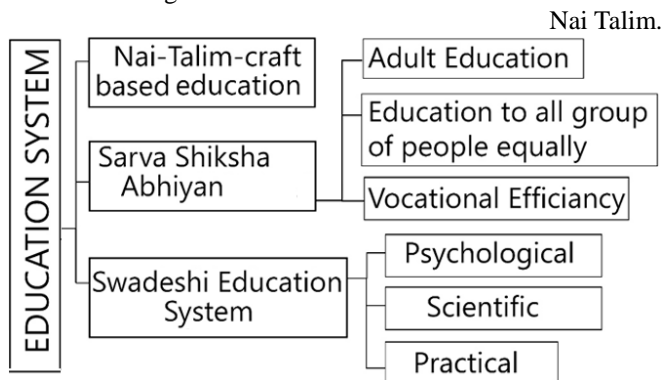 Nai Talim.
EDUCATION SYSTEM
Nai-Talim-craft
based education
Sarva Shiksha
Abhiyan
Swadeshi Education
System
Adult Education
Education to all group
of people equally
Vocational Efficiancy
Psychological
Scientific
Practical